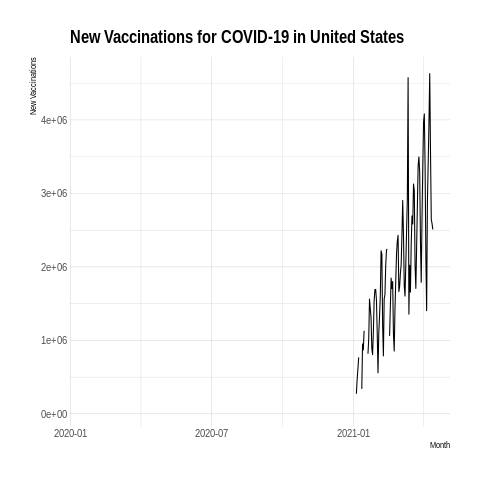 New Vaccinations for COVID-19 in United States
New Vaccinations
4e+06
3e+06
2e+06
1e+06
0e+00
2020-01 2020-07 2021-01
Month